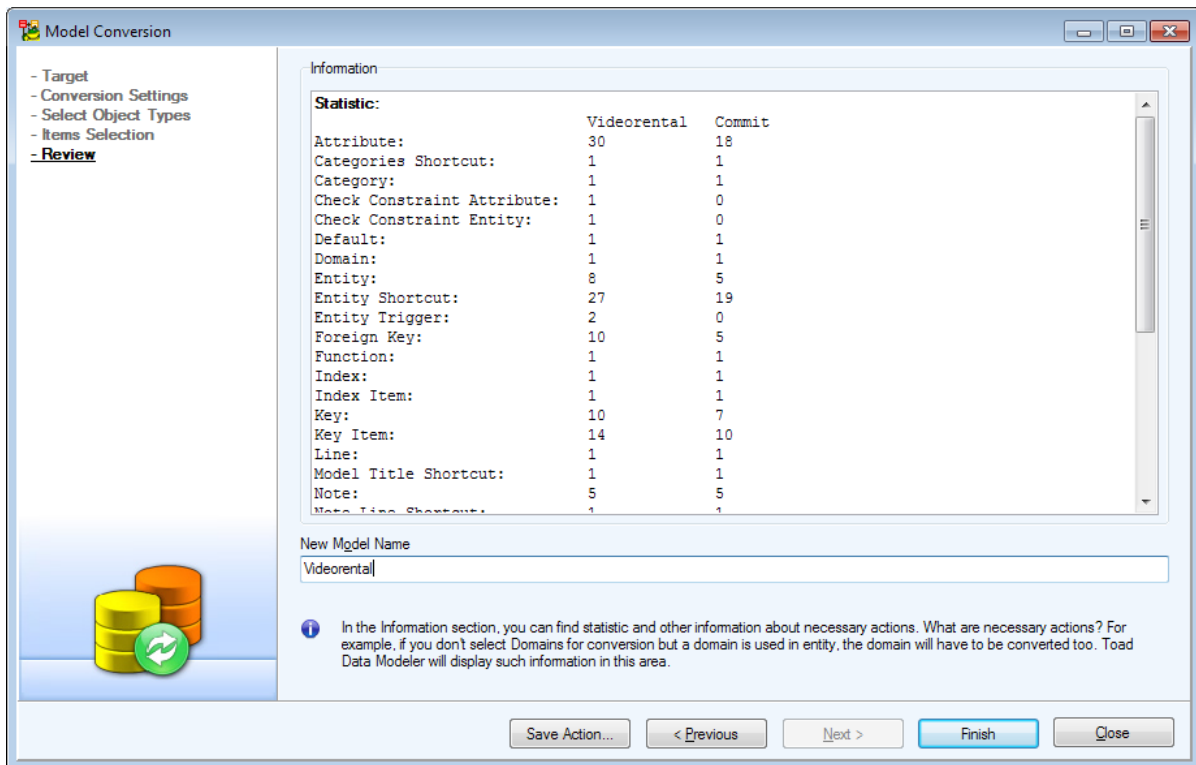 Model Conversion
- Target
- Conversion Settings
- Select Object Types
- Items Selection
- Review
Information
Statistic:
Videorental Commit
Attribute: 30 18
Categories Shortcut: 1 1
Category: 1 1
Check Constraint Attribute: 1 0
Check Constraint Entity: 1 0
Default: 1 1
Domain: 1 1
Entity: 8 5
Entity Shortcut: 27 19
Entity Trigger: 2 0
Foreign Key: 10 5
Function: 1 1
Index: 1 1
Index Item: 1 1
Key: 10 7
Key Item: 14 10
Line: 1 1
Model Title Shortcut: 1 1
Note: 5 5
Note Line Shortcut: 1 1
New Model Name
Videorental
In the Information section, you can find statistic and other information about necessary actions. What are necessary actions? For
example, if you don't select Domains for conversion but a domain is used in entity, the domain will have to be converted too. Toad
Data Modeler will display such information in this area.
Save Action... < Previous Next > Finish Close